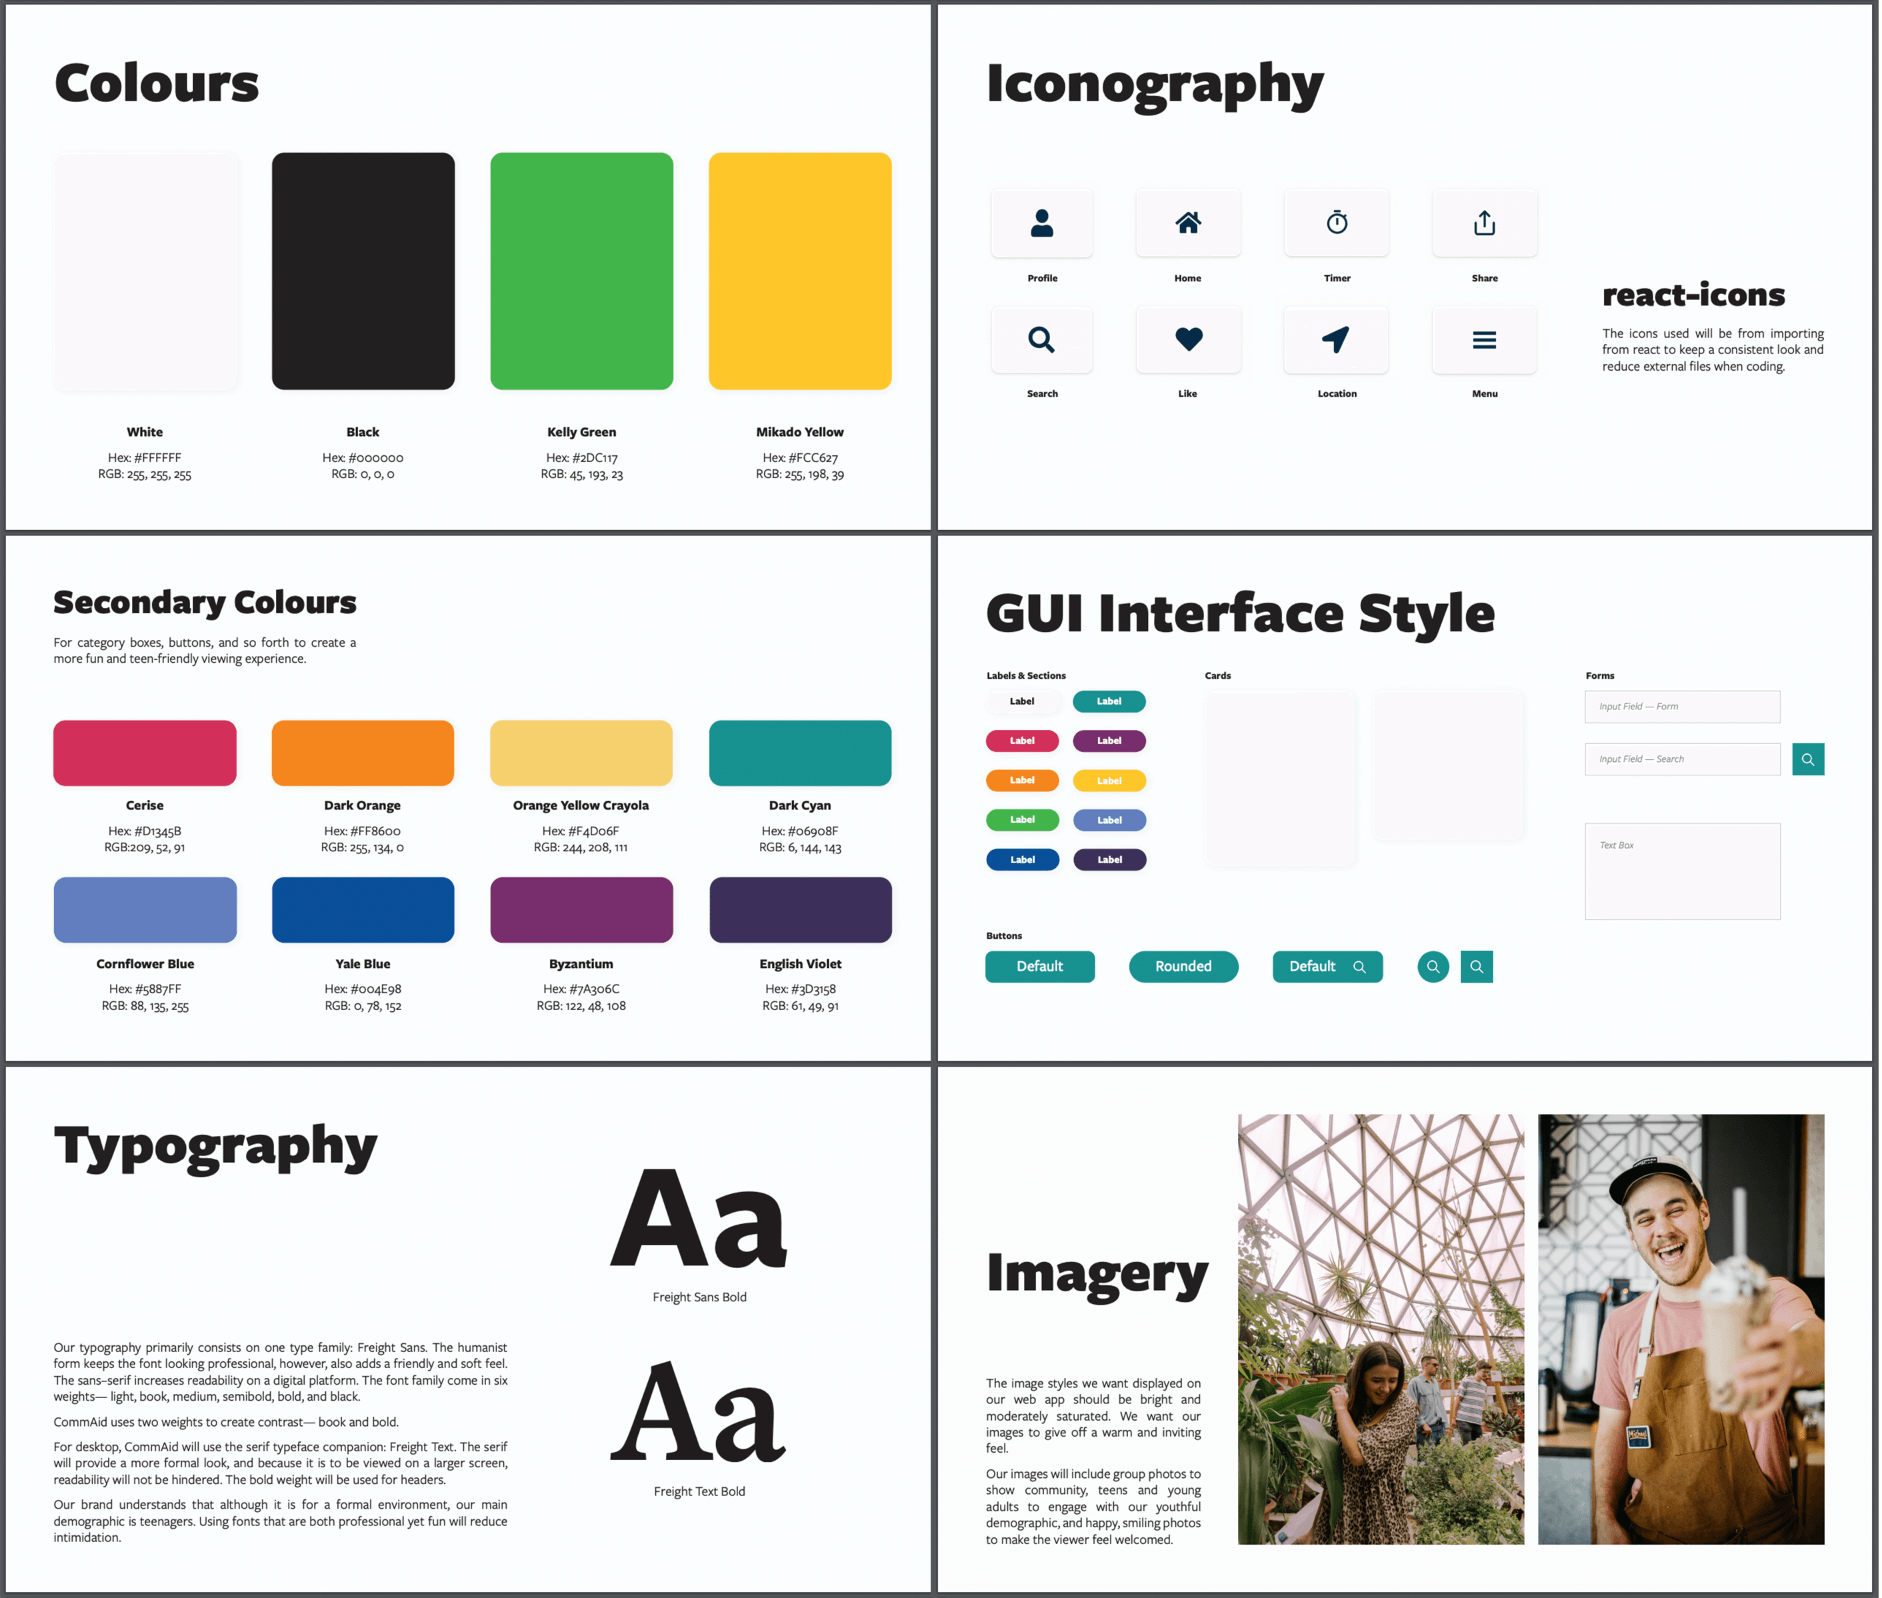 Colours
White
Hex: #FFFFFF
RGB: 255, 255, 255
Black
Hex: #000000
RGB: 0, 0, 0
Kelly Green
Hex: #2DC117
RGB: 45, 193, 23
Mikado Yellow
Hex: #FCC627
RGB: 255, 198, 39
Iconography
Profile
Home
Timer
Share
Search
Like
Location
Menu
react-icons
The icons used will be from importing
from react to keep a consistent look and
reduce external files when coding.
Secondary Colours
For category boxes, buttons, and so forth to create a
more fun and teen-friendly viewing experience.
Cerise
Hex: #D1345B
RGB:209, 52, 91
Dark Orange
Hex: #FF8600
RGB: 255, 134, 0
Orange Yellow Crayola
Hex: #F4D06F
RGB: 244, 208, 111
Dark Cyan
Hex: #06908F
RGB: 6, 144, 143
Cornflower Blue
Hex: #5887FF
RGB: 88, 135, 255
Yale Blue
Hex: #004E98
RGB: 0, 78, 152
Byzantium
Hex: #7A306C
RGB: 122, 48, 108
English Violet
Hex: #3D3158
RGB: 61, 49, 91
GUI Interface Style
Labels & Sections
Label
Label
Label
Label
Label
Label
Label
Label
Label
Label
Cards
Forms
Input Field — Form
Input Field — Search
Text Box
Buttons
Default
Rounded
Default
Typography
Aa
Freight Sans Bold
Aa
Freight Text Bold
Our typography primarily consists on one type family: Freight Sans. The humanist
form keeps the font looking professional, however, also adds a friendly and soft feel.
The sans-serif increases readability on a digital platform. The font family come in six
weights— light, book, medium, semibold, bold, and black.
CommAid uses two weights to create contrast— book and bold.
For desktop, CommAid will use the serif typeface companion: Freight Text. The serif
will provide a more formal look, and because it is to be viewed on a larger screen,
readability will not be hindered. The bold weight will be used for headers.
Our brand understands that although it is for a formal environment, our main
demographic is teenagers. Using fonts that are both professional yet fun will reduce
intimidation.
Imagery
The image styles we want displayed on
our web app should be bright and
moderately saturated. We want our
images to give off a warm and inviting
feel.
Our images will include group photos to
show community, teens and young
adults to engage with our youthful
demographic, and happy, smiling photos
to make the viewer feel welcomed.